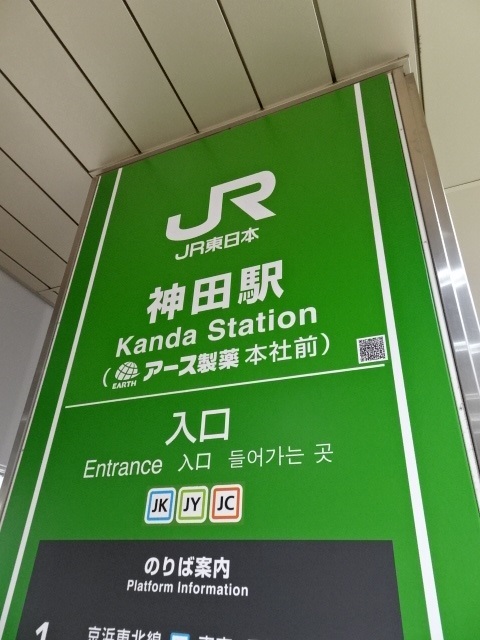 JR
JR東日本
神田駅
Kanda Station
(EARTH アース製薬 本社前)
入口
Entrance 入口 들어가는 곳
JK JY JC
のりば案内
Platform Information
1 京浜東北線